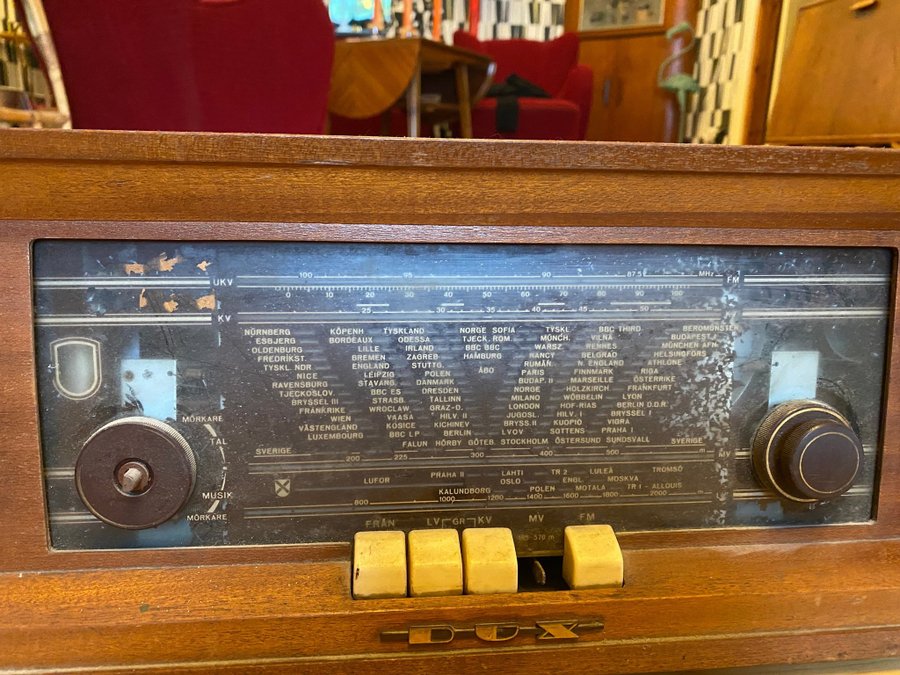 100 95 90 87.5 MHz
UKV FM
0 10 20 30 40 50 60 70 80 90 100
25 31 41 49
KV
NÜRNBERG KÖPENH TYSKLAND NORGE SOFIA TYSKL BBC THIRD BEROMÜNSTER
ESBJERG BORDEAUX ODESSA TJECK. ROM. MÜNCH. VILNA BUDAPEST I
OLDENBURG LILLE IRLAND BBC BBC WARSZ RENNES MÜNCHEN AFN
FREDRIKST. BREMEN ZAGREB HAMBURG NANCY BELGRAD HELSINGFORS
TYSKL NDR ENGLAND STUTTG. RUMÄN N ENGLAND ATHLONE
NICE LEIPZIG POLEN ÅBO PARIS FINNMARK RIGA
RAVENSBURG STAVANG DANMARK BUDAP. II MARSEILLE ÖSTERRIKE
TJECKOSLOV. BBC ES DRESDEN NORGE HOLZKIRCH. FRANKFURT
BRYSSEL III STRASB. TALLINN MILANO WÖBBELIN LYON
FRANKRIKE WROCLAW GRAZ-D. LONDON HOF-RIAS BERLIN D.D.R.
WIEN VAASA HILV. II JUGOSL. HILV. I BRYSSEL I
VÄSTENGLAND KOSICE KICHINEV BRYSS. II KUOPIO VIGRA
LUXEMBOURG BBC LP BERLIN LVOV SOTTENS PRAHA I
FALUN HÖRBY GÖTEB. STOCKHOLM ÖSTERSUND SUNDSVALL
SVERIGE SVERIGE
200 225 300 400 500 MV
LUFOR PRAHA II LAHTI TR 2 LULEÅ TROMSÖ
OSLO ENGL MOSKVA
KALUNDBORG POLEN MOTALA TR 1 - ALLOUIS
800 1000 1200 1400 1600 1800 2000 m
MÖRKARE
TAL
MUSIK
MÖRKARE
FRÅN LV GR KV MV FM
DUX